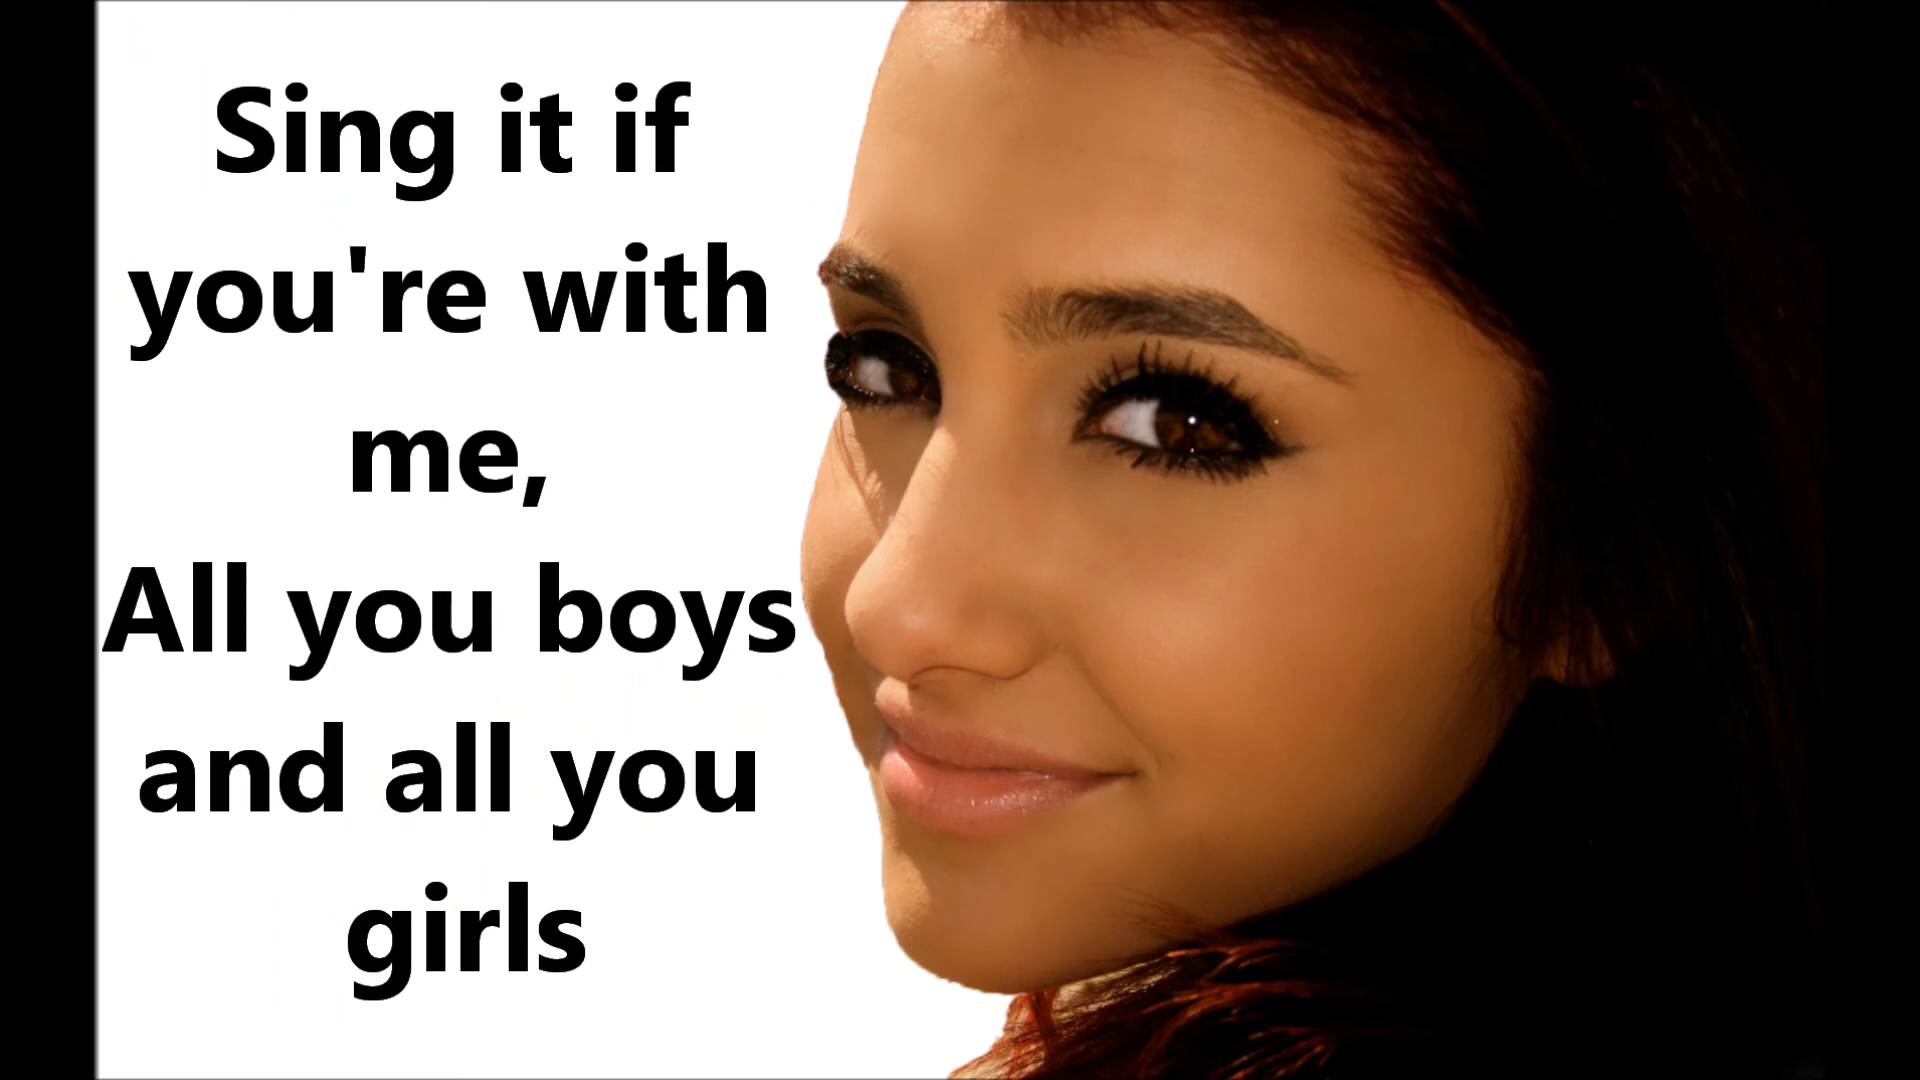 Sing it if
you're with
me,
All you boys
and all you
girls